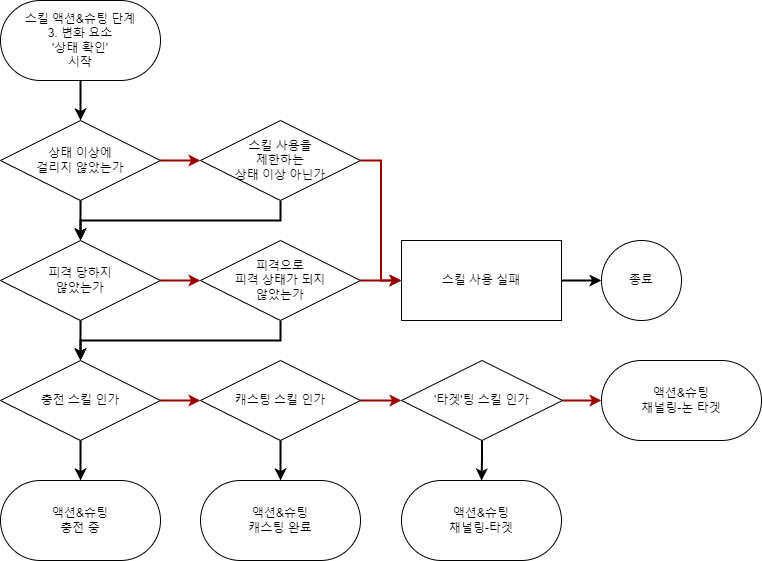 스킬 액션&슈팅 단계
3. 변화 요소
'상태 확인'
시작
상태 이상에
걸리지 않았는가
스킬 사용을
제한하는
상태 이상 아닌가
피격 당하지
않았는가
피격으로
피격 상태가 되지
않았는가
스킬 사용 실패
종료
충전 스킬 인가
캐스팅 스킬 인가
'타겟'팅 스킬 인가
액션&슈팅
채널링-논 타겟
액션&슈팅
충전 중
액션&슈팅
캐스팅 완료
액션&슈팅
채널링-타겟